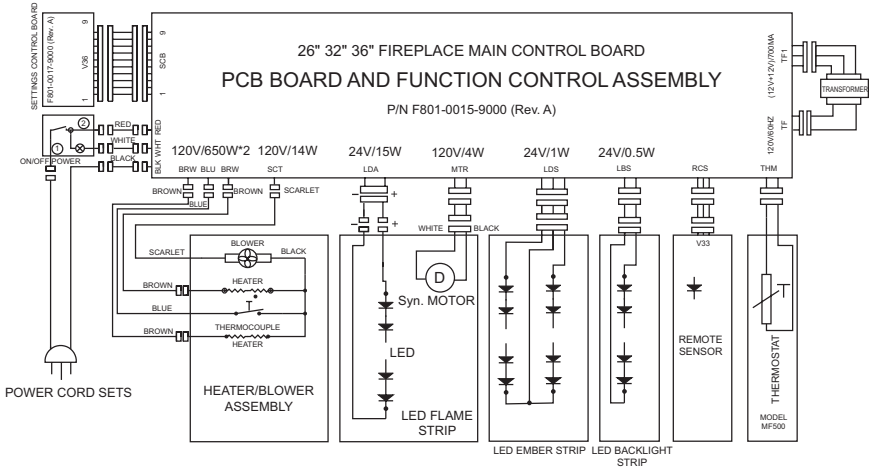 SETTINGS CONTROL BOARD
F801-0017-9000 (Rev. A)
9
V36
1
9
SCB
1
26" 32" 36" FIREPLACE MAIN CONTROL BOARD
PCB BOARD AND FUNCTION CONTROL ASSEMBLY
P/N F801-0015-9000 (Rev. A)
(12V+12V)/700MA
TF1
TRANSFORMER
120V/60HZ
TF
2
1
RED
WHITE
BLACK
RED
WHT
BLK
ON/OFF POWER
120V/650W*2
120V/14W
24V/15W
120V/4W
24V/1W
24V/0.5W
BRW
BLU
BRW
SCT
LDA
MTR
LDS
LBS
RCS
THM
BROWN
BLUE
BROWN
SCARLET
–
+
–
+
WHITE
BLACK
V33
SCARLET
BLOWER
BLACK
BROWN
HEATER
BLUE
T
THERMOCOUPLE
BROWN
HEATER
D
Syn. MOTOR
LED
T
REMOTE
SENSOR
THERMOSTAT
MODEL
MF500
POWER CORD SETS
HEATER/BLOWER
ASSEMBLY
LED FLAME
STRIP
LED EMBER STRIP
LED BACKLIGHT
STRIP